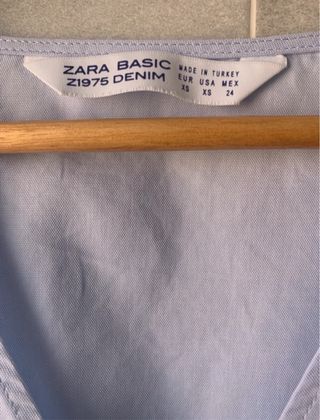 ZARA BASIC
Z1975 DENIM
MADE IN TURKEY
EUR USA MEX
XS XS 24